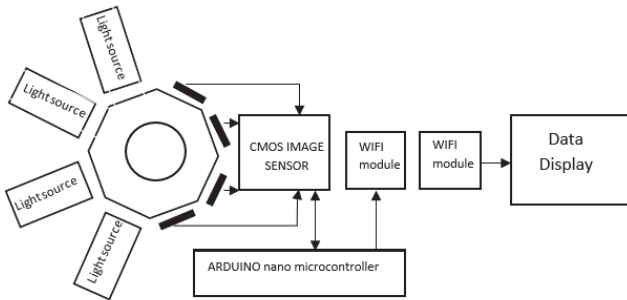 Light source
Light source
Light source
Light source
CMOS IMAGE
SENSOR
WIFI
module
WIFI
module
Data
Display
ARDUINO nano microcontroller